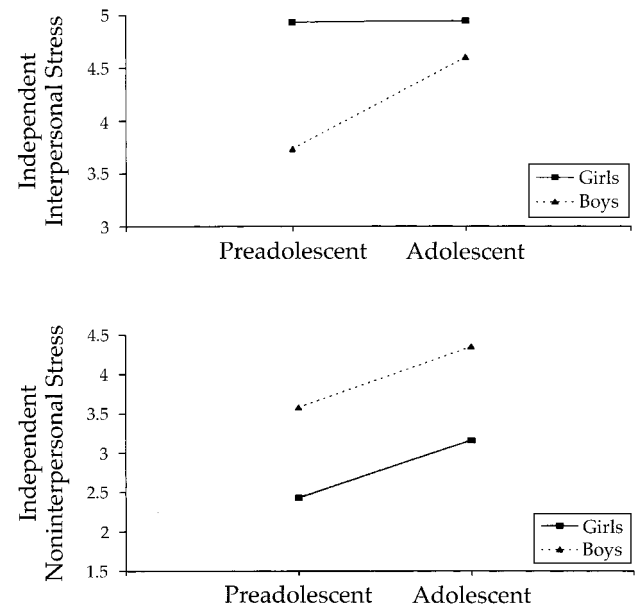 5
4.5
4
3.5
3
Independent
Interpersonal Stress
Girls
Boys
Preadolescent Adolescent
4.5
4
3.5
3
2.5
2
1.5
Independent
Noninterpersonal Stress
Girls
Boys
Preadolescent Adolescent